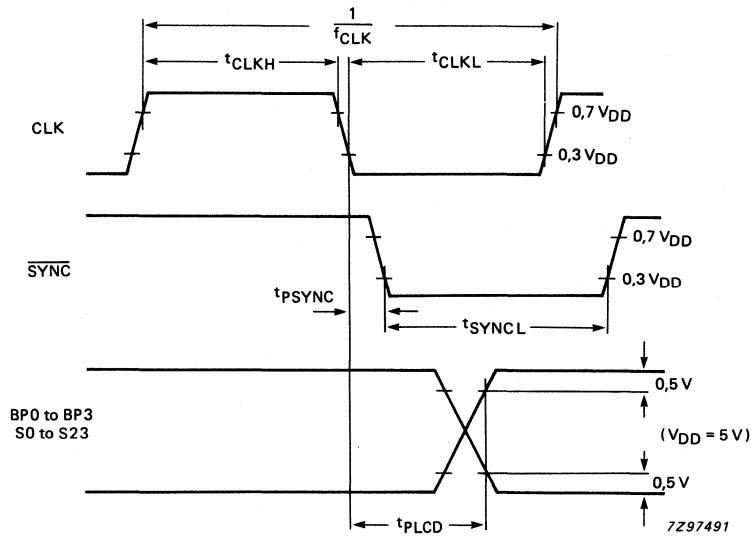 1
fCLK
tCLKH
tCLKL
CLK
0,7 VDD
0,3 VDD
SYNC
0,7 VDD
0,3 VDD
tPSYNC
tSYNCL
BP0 to BP3
S0 to S23
0,5 V
(VDD = 5 V)
0,5 V
tPLCD
7Z97491